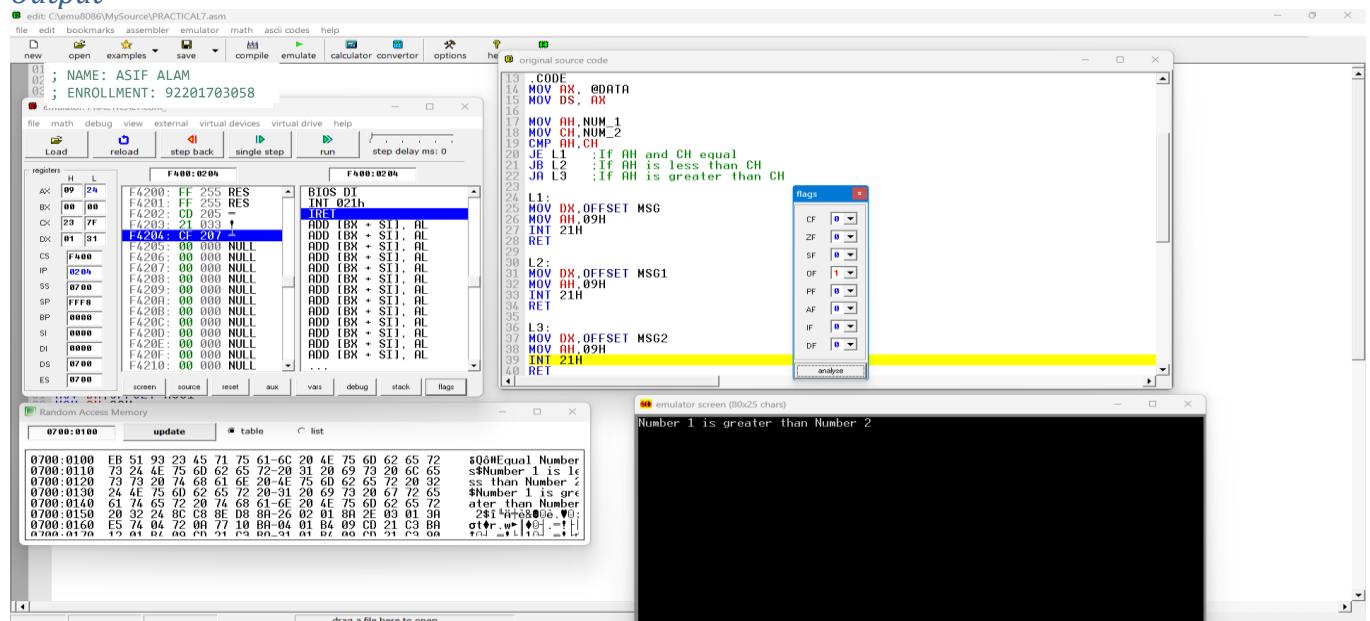 Output
edit: C:\emu8086\MySource\PRACTICAL7.asm
file edit bookmarks assembler emulator math ascii codes help
new open examples save compile emulate calculator convertor options he
01
02
03
; NAME: ASIF ALAM
; ENROLLMENT: 92201703058
file math debug view external virtual devices virtual drive help
Load reload step back single step run step delay ms: 0
registers
H L
F400:0204 F400:0204
AX 09 24
BX 00 00
CX 23 7F
DX 01 31
CS F400
IP 0204
SS 0700
SP FFF8
BP 0000
SI 0000
DI 0000
DS 0700
ES 0700
F4200: FF 255 RES
F4201: FF 255 RES
F4202: CD 205 =
F4203: 21 033 !
F4204: CF 207 ╧
F4205: 00 000 NULL
F4206: 00 000 NULL
F4207: 00 000 NULL
F4208: 00 000 NULL
F4209: 00 000 NULL
F420A: 00 000 NULL
F420B: 00 000 NULL
F420C: 00 000 NULL
F420D: 00 000 NULL
F420E: 00 000 NULL
F420F: 00 000 NULL
F4210: 00 000 NULL
BIOS DI
INT 021h
IRET
ADD [BX + SI], AL
ADD [BX + SI], AL
ADD [BX + SI], AL
ADD [BX + SI], AL
ADD [BX + SI], AL
ADD [BX + SI], AL
ADD [BX + SI], AL
ADD [BX + SI], AL
ADD [BX + SI], AL
ADD [BX + SI], AL
ADD [BX + SI], AL
ADD [BX + SI], AL
...
screen source reset aux vars debug stack flags
original source code
13 .CODE
14 MOV AX, @DATA
15 MOV DS, AX
16
17 MOV AH,NUM_1
18 MOV CH,NUM_2
19 CMP AH,CH
20 JE L1 ;If AH and CH equal
21 JB L2 ;If AH is less than CH
22 JA L3 ;If AH is greater than CH
23
24 L1:
25 MOV DX,OFFSET MSG
26 MOV AH,09H
27 INT 21H
28 RET
29
30 L2:
31 MOV DX,OFFSET MSG1
32 MOV AH,09H
33 INT 21H
34 RET
35
36 L3:
37 MOV DX,OFFSET MSG2
38 MOV AH,09H
39 INT 21H
40 RET
flags
CF 0
ZF 0
SF 0
OF 1
PF 0
AF 0
IF 0
DF 0
analyse
Random Access Memory
0700:0100 update table list
0700:0100 EB 51 93 23 45 71 75 61-6C 20 4E 75 6D 62 65 72 δQô#Equal Number
0700:0110 73 24 4E 75 6D 62 65 72-20 31 20 69 73 20 6C 65 s$Number 1 is le
0700:0120 73 73 20 74 68 61 6E 20-4E 75 6D 62 65 72 20 32 ss than Number 2
0700:0130 24 4E 75 6D 62 65 72 20-31 20 69 73 20 67 72 65 $Number 1 is gre
0700:0140 61 74 65 72 20 74 68 61-6E 20 4E 75 6D 62 65 72 ater than Number
0700:0150 20 32 24 8C C8 8E D8 8A-26 02 01 8A 2E 03 01 3A
0700:0160 E5 74 04 72 0A 77 10 BA-04 01 B4 09 CD 21 C3 BA
0700:0170 12 01 B4 09 CD 21 C3 BA-31 01 B4 09 CD 21 C3 90
emulator screen (80x25 chars)
Number 1 is greater than Number 2
drag a file here to open